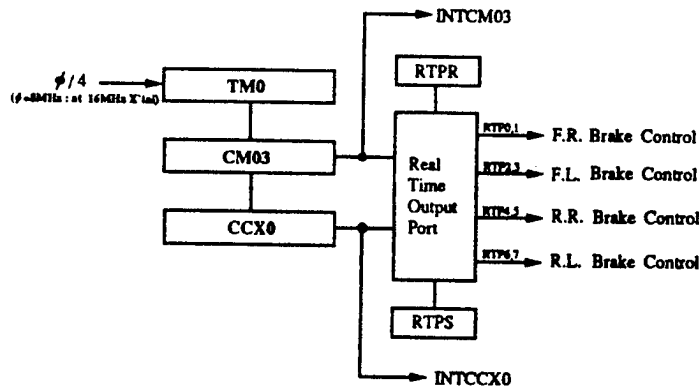 INTCM03
RTPR
ϕ/4
(ϕ=8MHz : at 16MHz X'tal)
TM0
CM03
CCX0
Real
Time
Output
Port
RTP0,1
F.R. Brake Control
RTP2,3
F.L. Brake Control
RTP4,5
R.R. Brake Control
RTP6,7
R.L. Brake Control
RTPS
INTCCX0